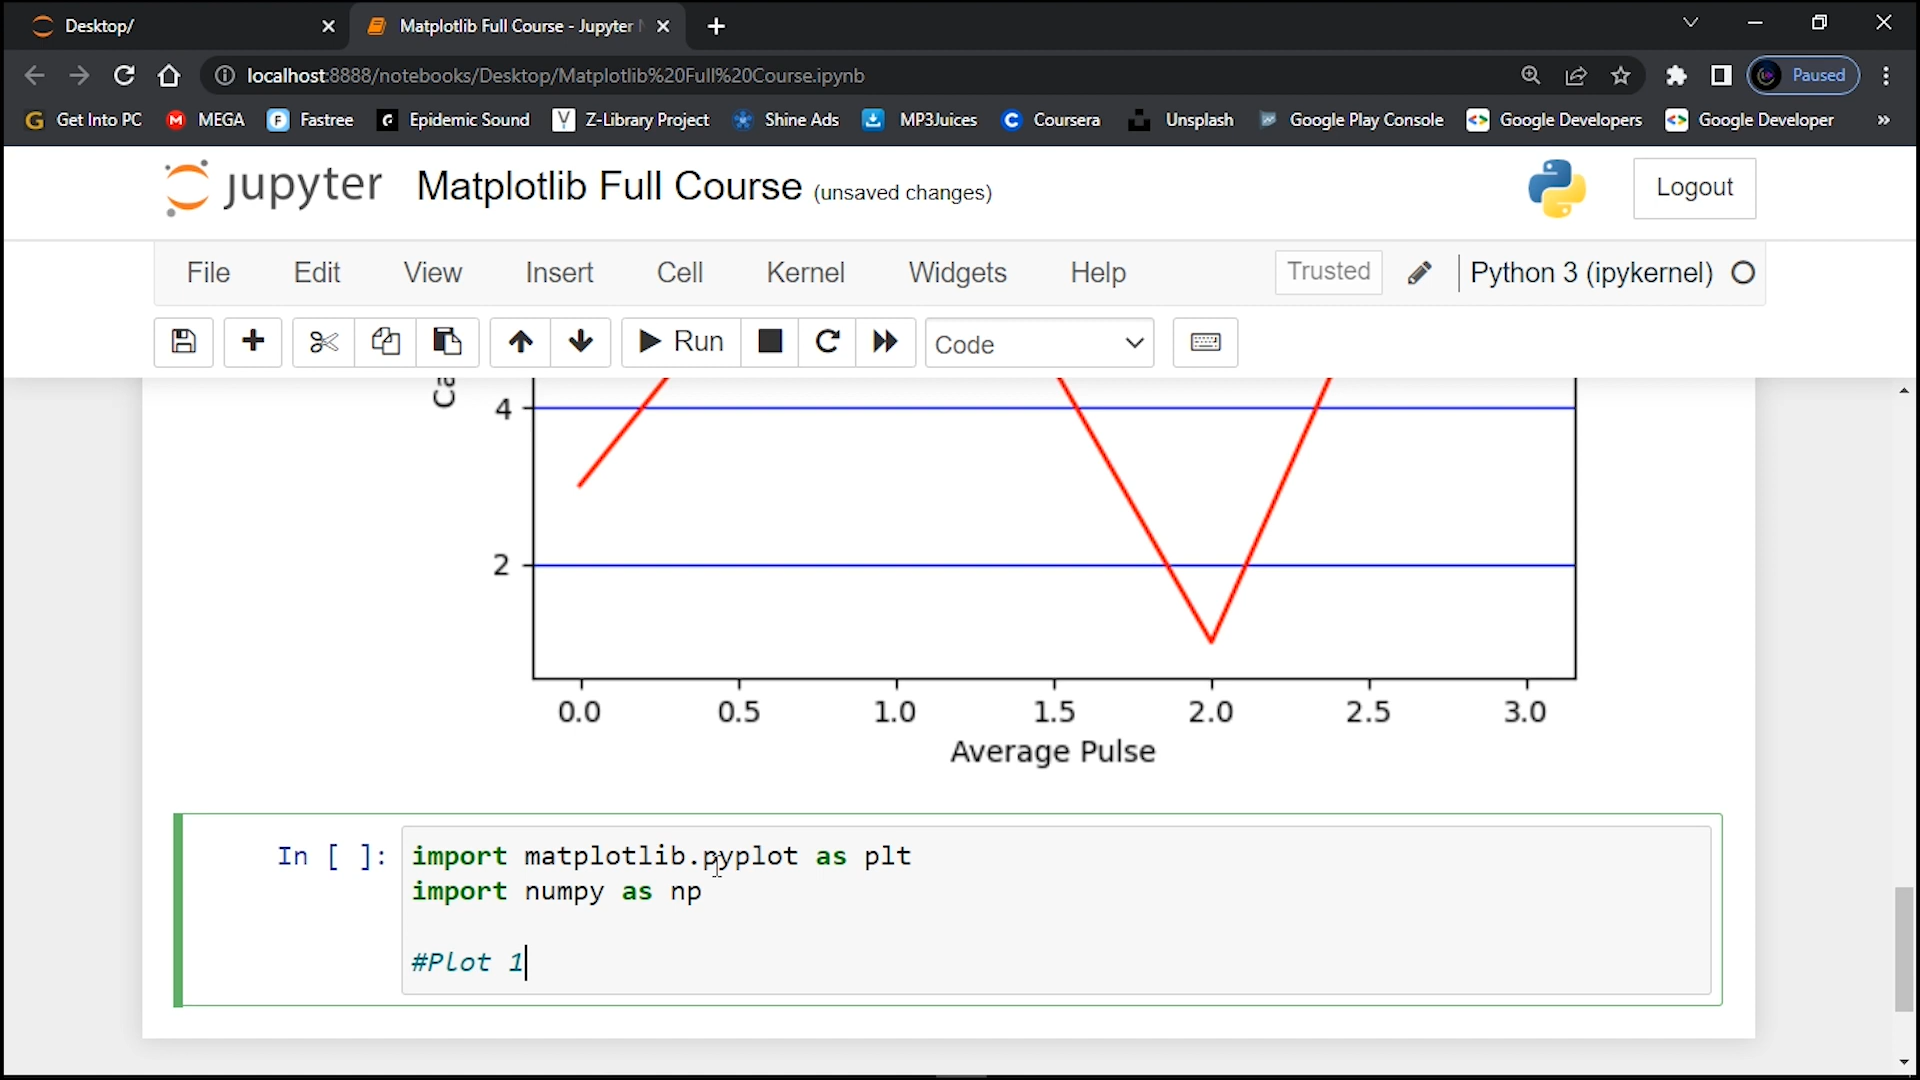 Desktop/
Matplotlib Full Course - Jupyter
localhost:8888/notebooks/Desktop/Matplotlib%20Full%20Course.ipynb
Paused
Get Into PC
MEGA
Fastree
Epidemic Sound
Z-Library Project
Shine Ads
MP3Juices
Coursera
Unsplash
Google Play Console
Google Developers
Google Developer
»
jupyter
Matplotlib Full Course (unsaved changes)
Logout
File
Edit
View
Insert
Cell
Kernel
Widgets
Help
Trusted
Python 3 (ipykernel)
Run
Code
4
2
0.0
0.5
1.0
1.5
2.0
2.5
3.0
Average Pulse
In [ ]:
import matplotlib.pyplot as plt
import numpy as np
#Plot 1